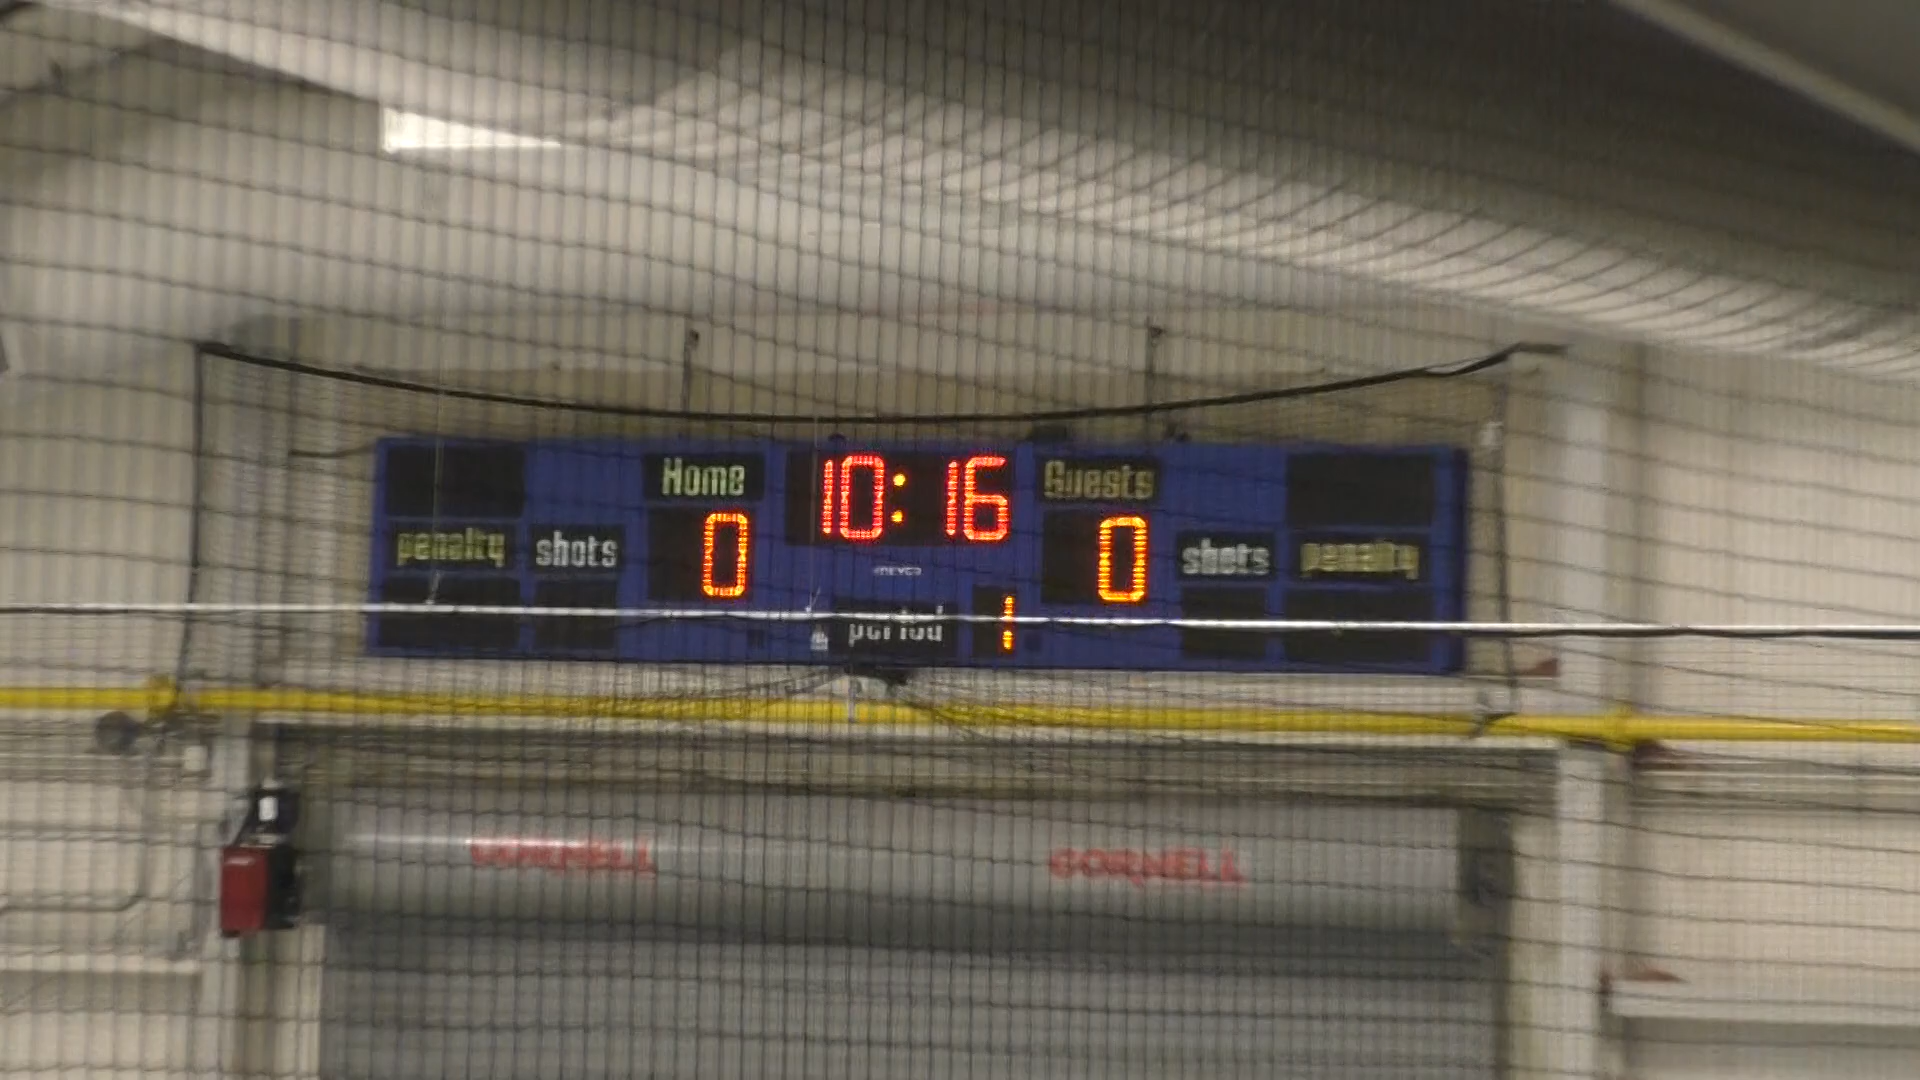 Home 10:16 Guests
penalty shots 0 0 shots penalty
period 1
CORNELL CORNELL